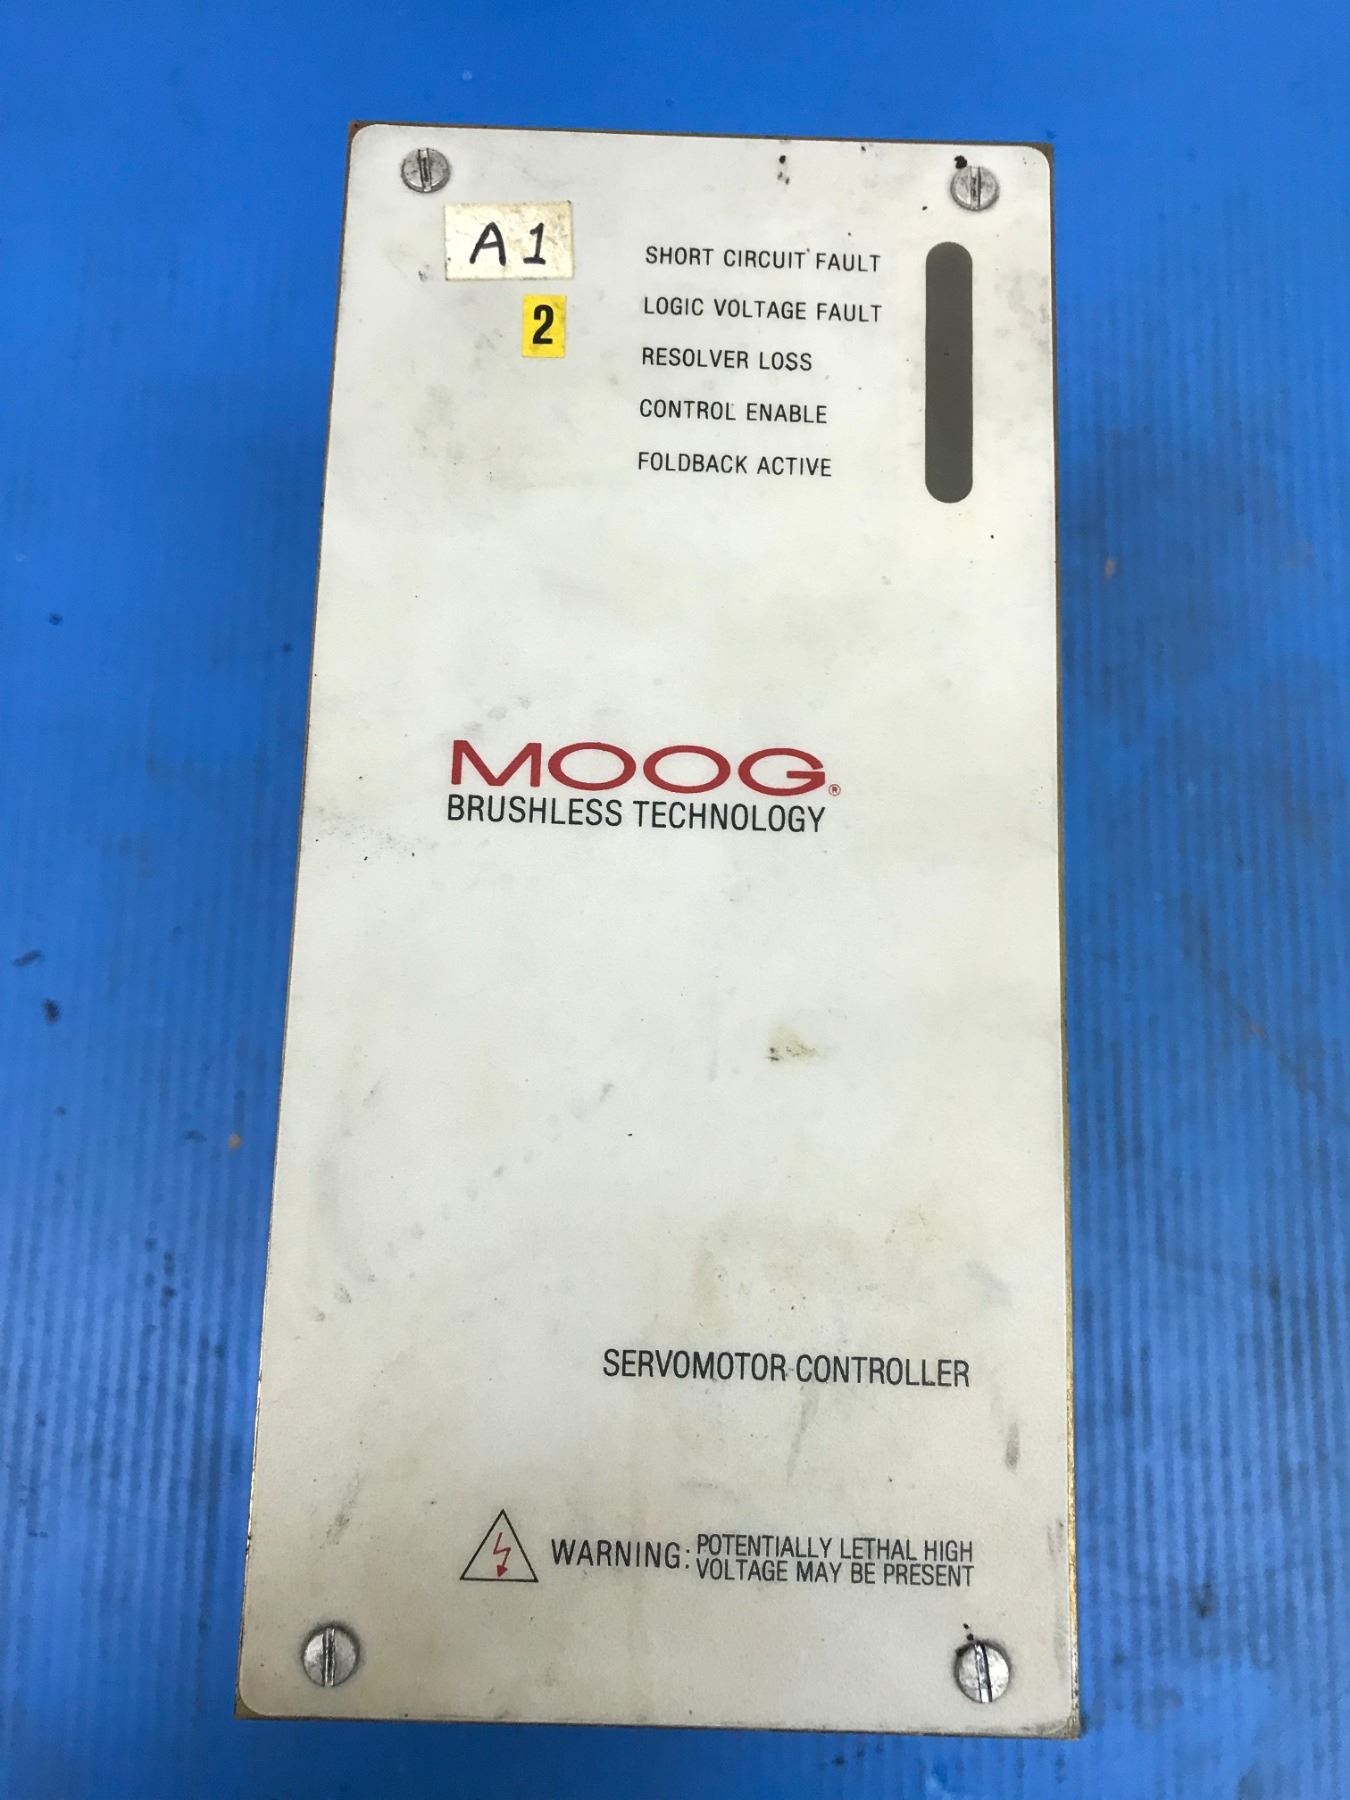 A1
2
SHORT CIRCUIT FAULT
LOGIC VOLTAGE FAULT
RESOLVER LOSS
CONTROL ENABLE
FOLDBACK ACTIVE
MOOG®
BRUSHLESS TECHNOLOGY
SERVOMOTOR CONTROLLER
WARNING: POTENTIALLY LETHAL HIGH
VOLTAGE MAY BE PRESENT